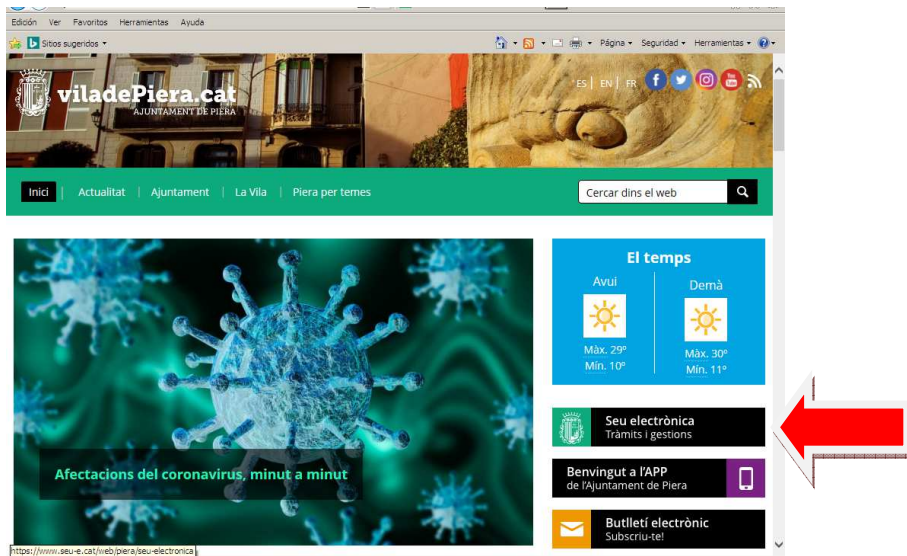 Edición Ver Favoritos Herramientas Ayuda
Sitios sugeridos Página Seguridad Herramientas
viladePiera.cat
AJUNTAMENT DE PIERA
ES | EN | FR
You Tube
Inici | Actualitat | Ajuntament | La Vila | Piera per temes
Cercar dins el web
El temps
Avui Demà
Màx. 29º Màx. 30º
Mín. 10º Mín. 11º
Afectacions del coronavirus, minut a minut
Seu electrònica
Tràmits i gestions
Benvingut a l'APP
de l'Ajuntament de Piera
Butlletí electrònic
Subscriu-te!
https://www.seu-e.cat/web/piera/seu-electronica